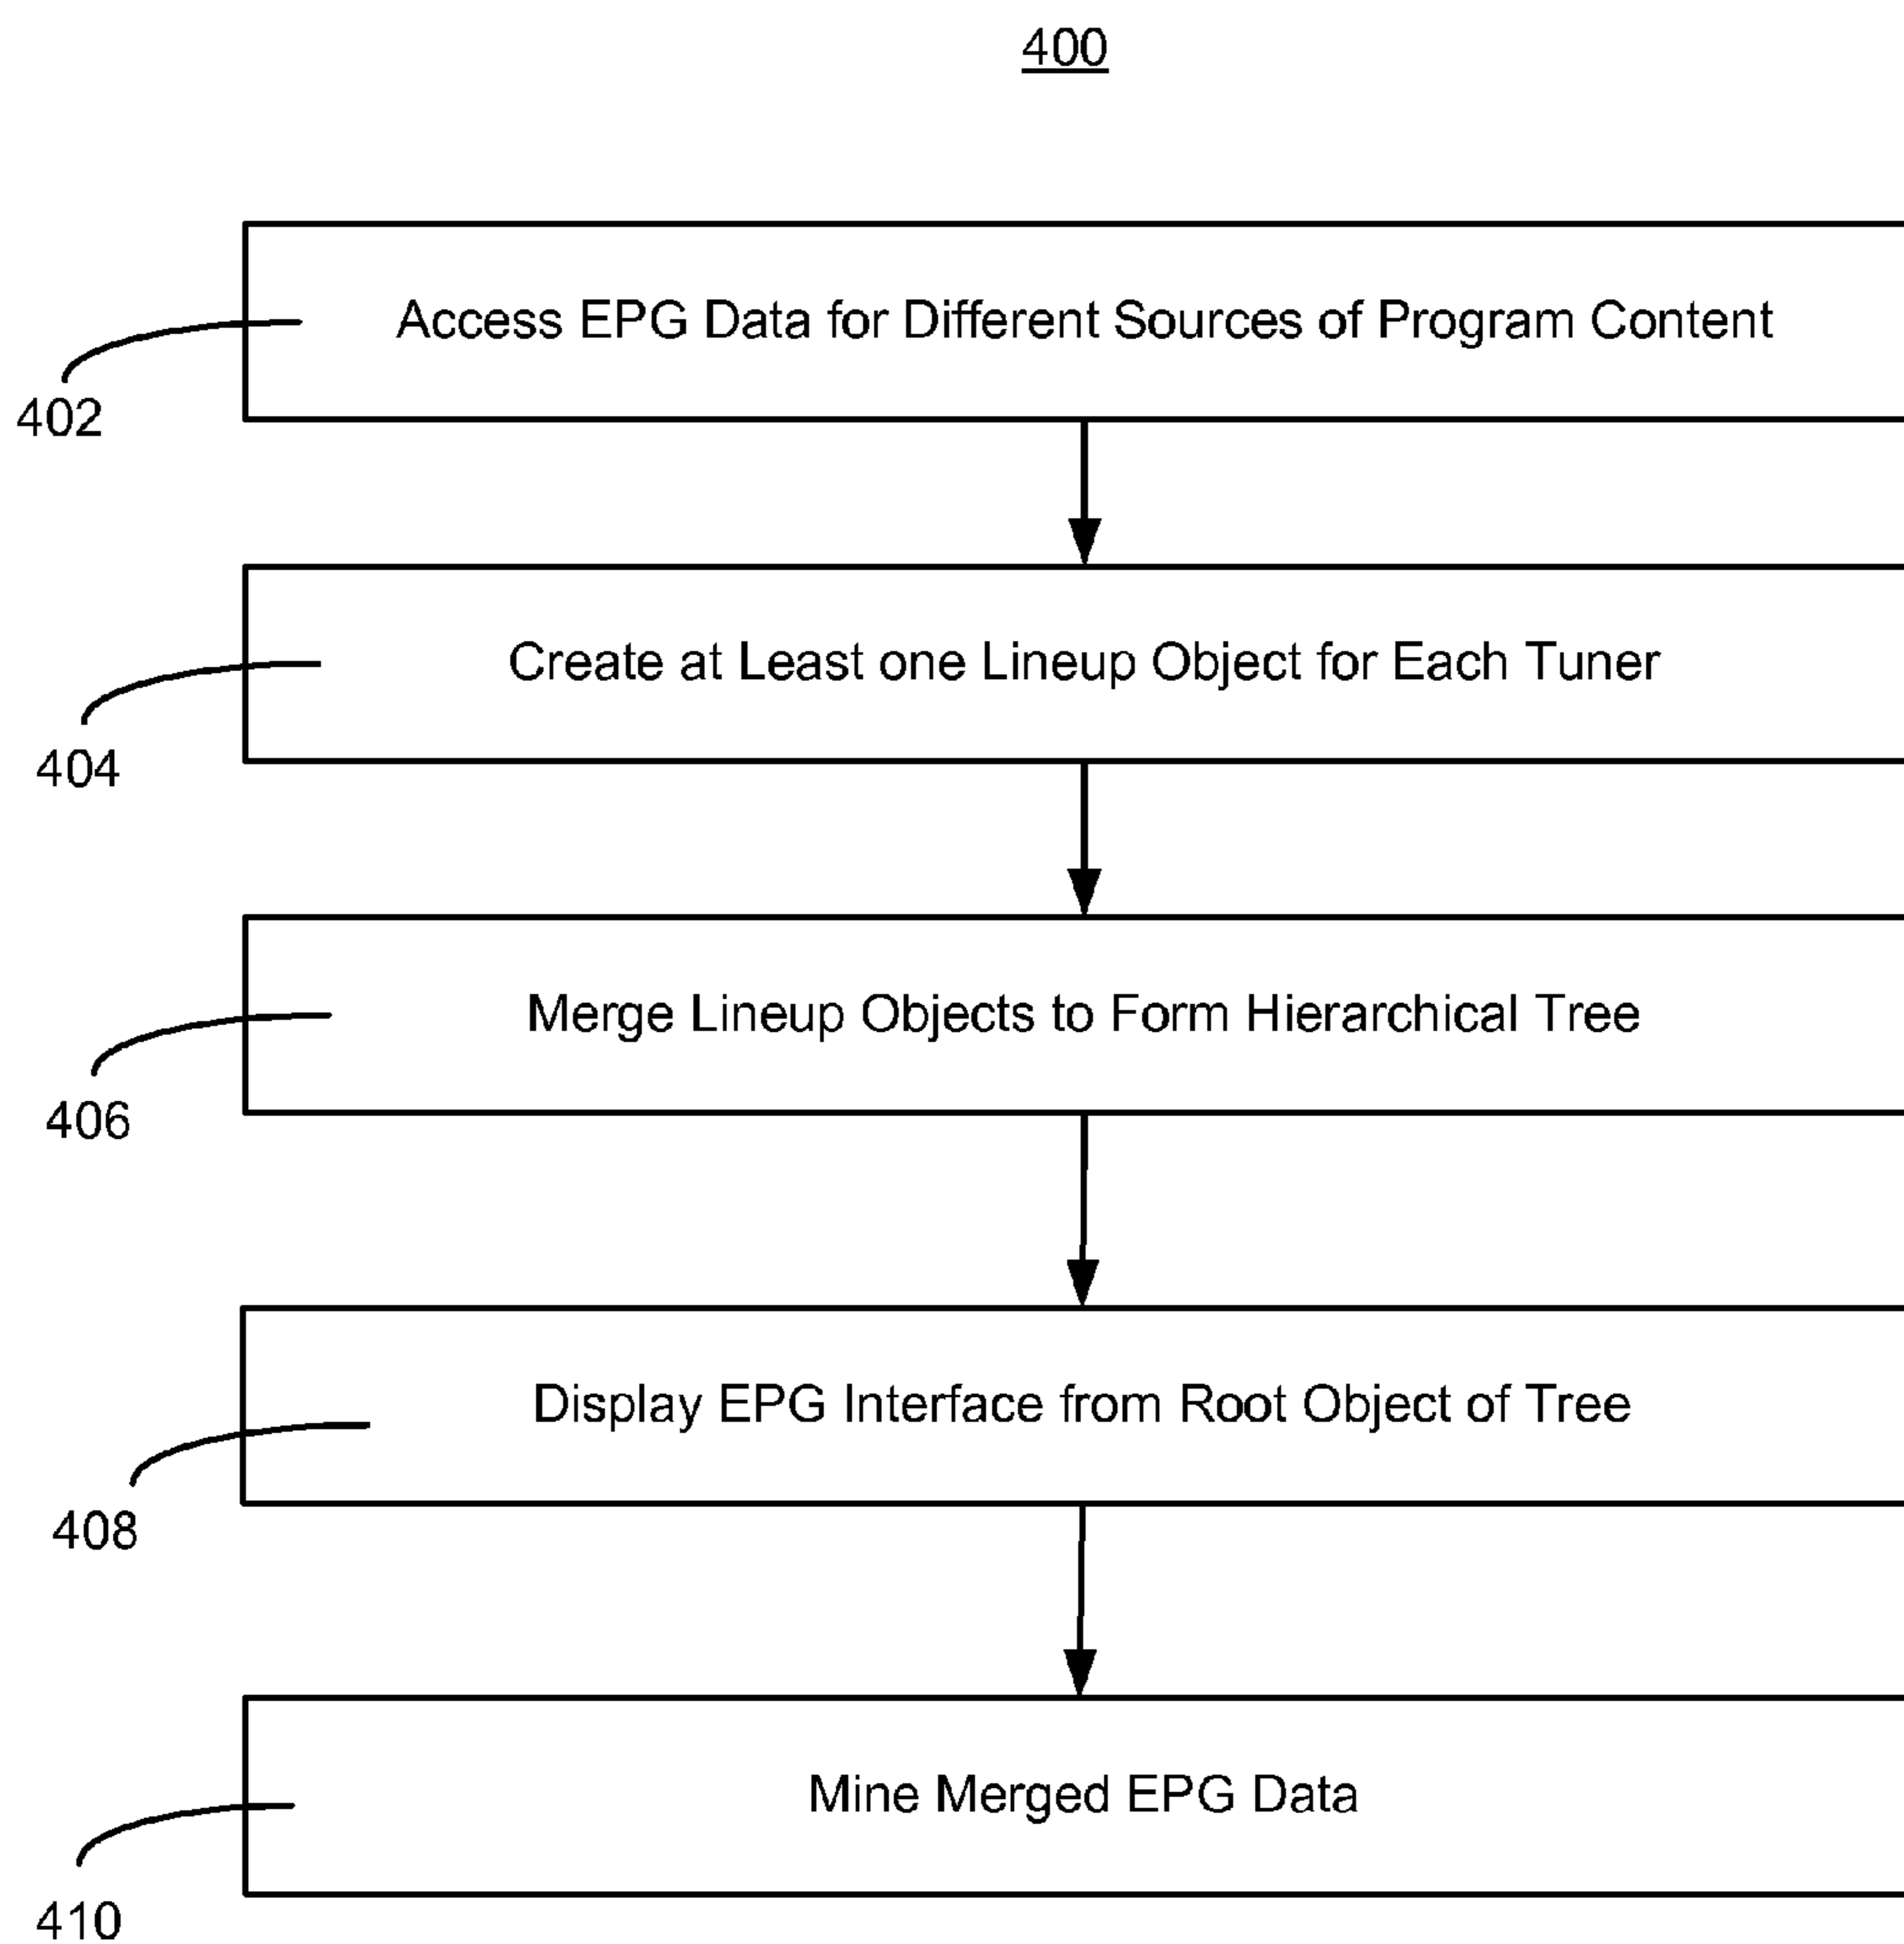 400
Access EPG Data for Different Sources of Program Content
402
Create at Least one Lineup Object for Each Tuner
404
Merge Lineup Objects to Form Hierarchical Tree
406
Display EPG Interface from Root Object of Tree
408
Mine Merged EPG Data
410